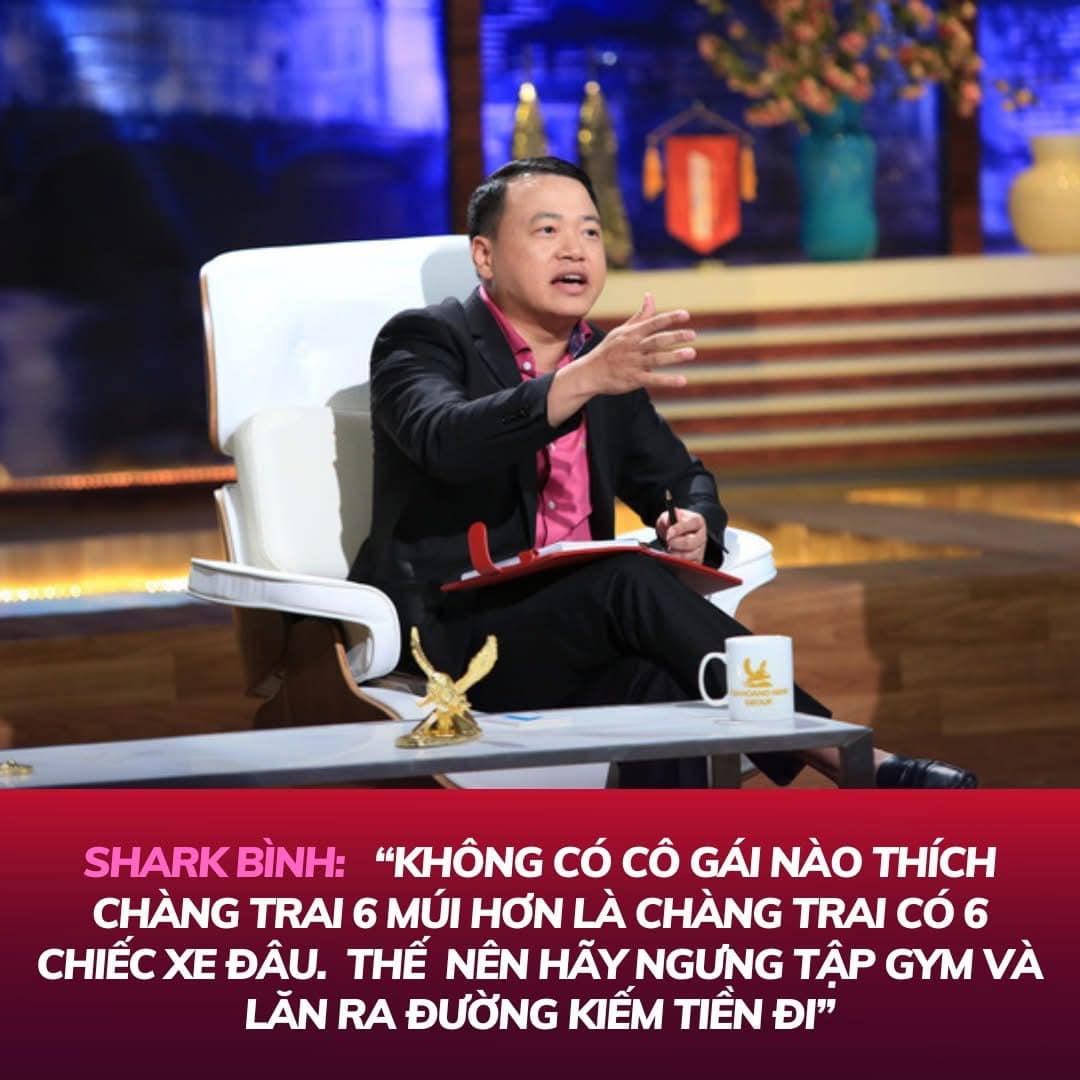 GROUP
SHARK BÌNH: “KHÔNG CÓ CÔ GÁI NÀO THÍCH
CHÀNG TRAI 6 MÚI HƠN LÀ CHÀNG TRAI CÓ 6
CHIẾC XE ĐÂU. THẾ NÊN HÃY NGƯNG TẬP GYM VÀ
LĂN RA ĐƯỜNG KIẾM TIỀN ĐI”